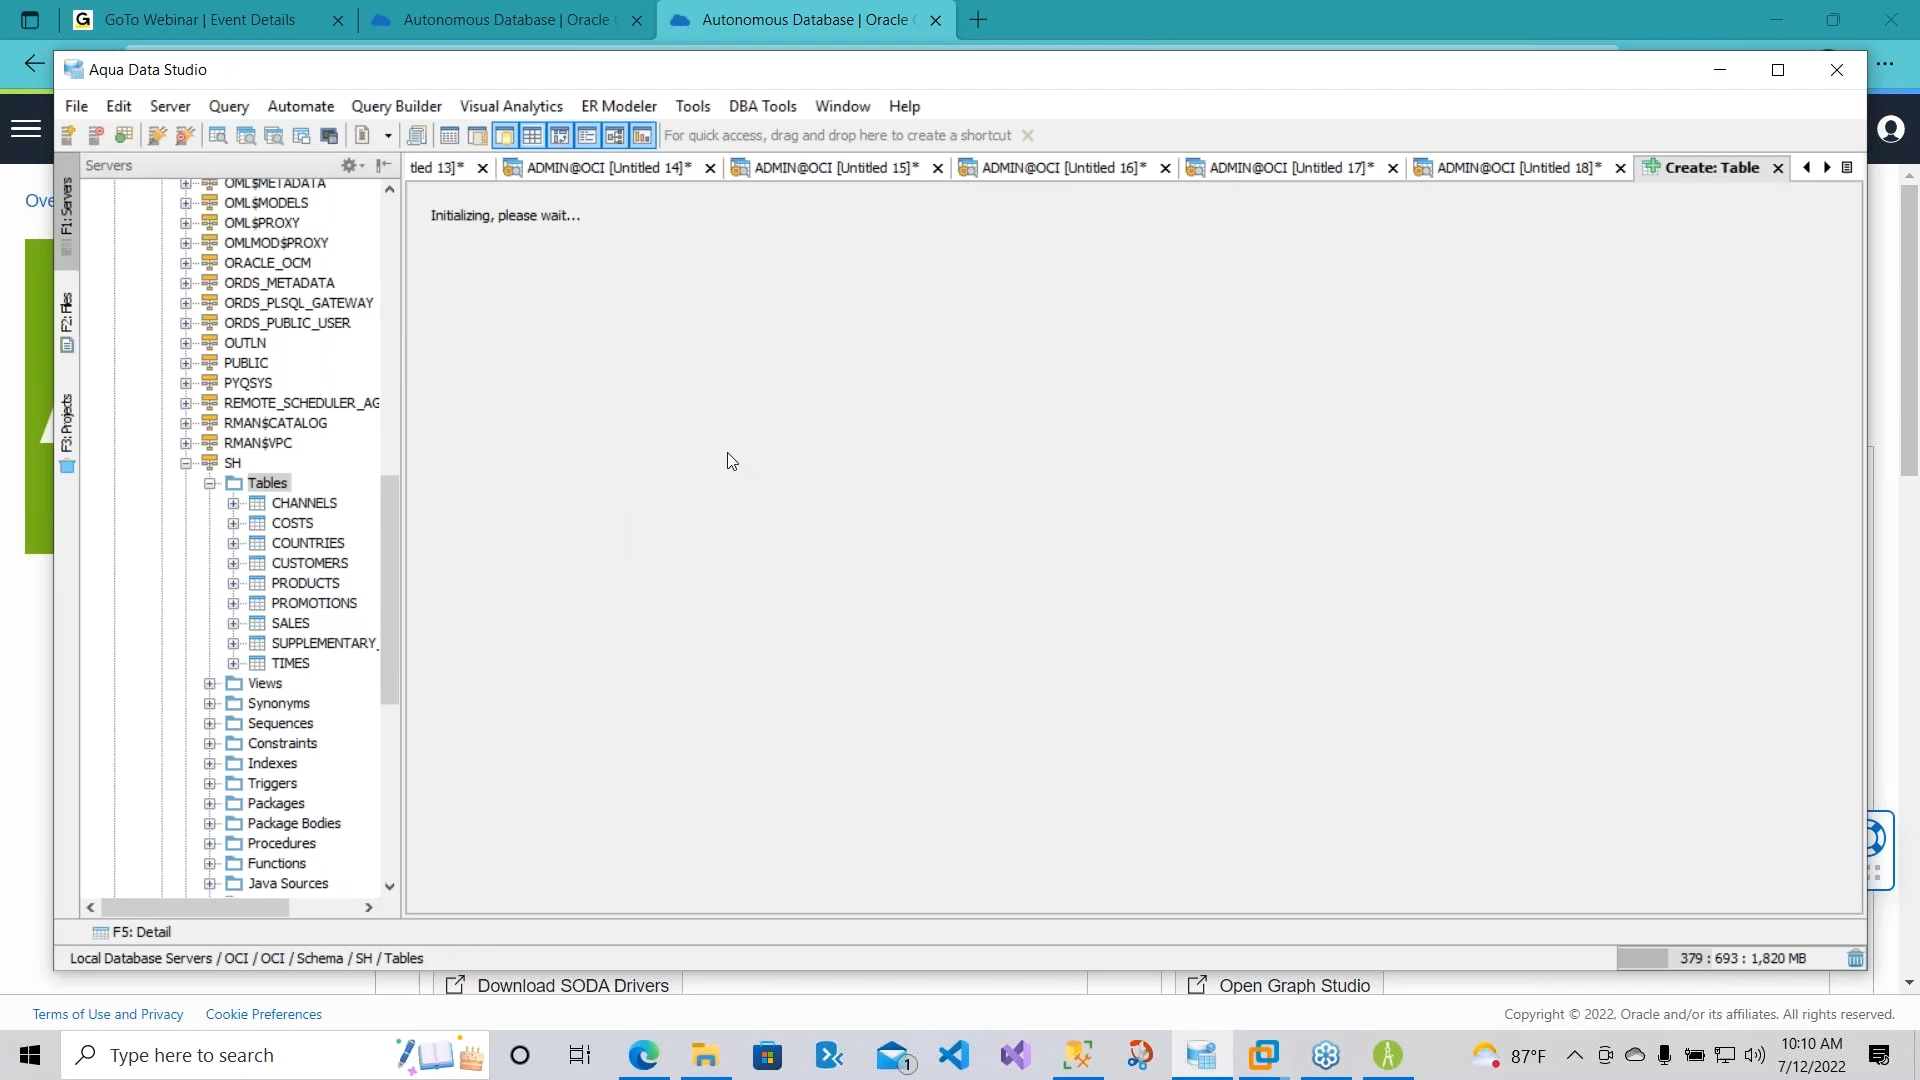 GoTo Webinar | Event Details
Autonomous Database | Oracle
Autonomous Database | Oracle
Aqua Data Studio
File Edit Server Query Automate Query Builder Visual Analytics ER Modeler Tools DBA Tools Window Help
For quick access, drag and drop here to create a shortcut
Servers
tled 13]* ADMIN@OCI [Untitled 14]* ADMIN@OCI [Untitled 15]* ADMIN@OCI [Untitled 16]* ADMIN@OCI [Untitled 17]* ADMIN@OCI [Untitled 18]* Create: Table
Ove
F1: Servers
F2: Files
F3: Projects
Initializing, please wait...
OML$METADATA
OML$MODELS
OML$PROXY
OMLMOD$PROXY
ORACLE_OCM
ORDS_METADATA
ORDS_PLSQL_GATEWAY
ORDS_PUBLIC_USER
OUTLN
PUBLIC
PYQSYS
REMOTE_SCHEDULER_AG
RMAN$CATALOG
RMAN$VPC
SH
Tables
CHANNELS
COSTS
COUNTRIES
CUSTOMERS
PRODUCTS
PROMOTIONS
SALES
SUPPLEMENTARY_
TIMES
Views
Synonyms
Sequences
Constraints
Indexes
Triggers
Packages
Package Bodies
Procedures
Functions
Java Sources
F5: Detail
Local Database Servers / OCI / OCI / Schema / SH / Tables
379 : 693 : 1,820 MB
Download SODA Drivers
Open Graph Studio
Terms of Use and Privacy Cookie Preferences
Copyright © 2022, Oracle and/or its affiliates. All rights reserved.
Type here to search
1
87°F
10:10 AM
7/12/2022